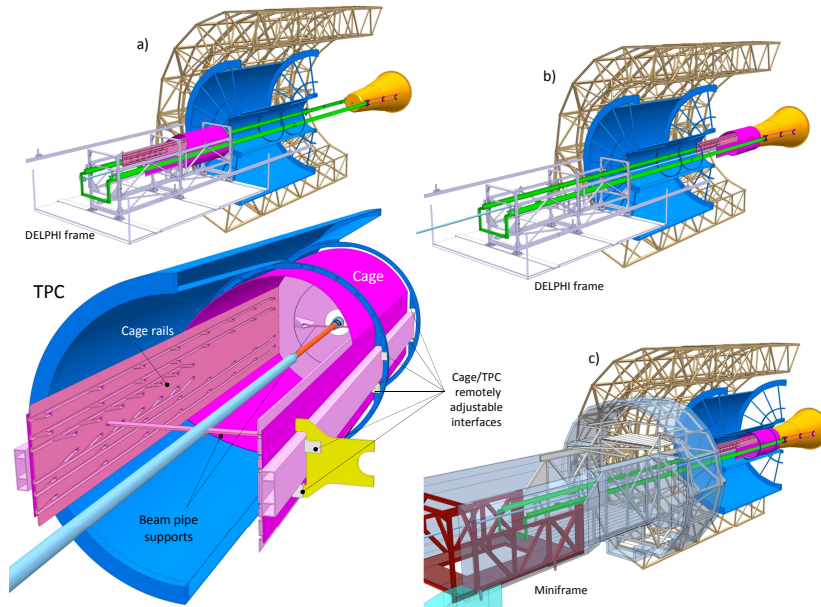 a)
b)
DELPHI frame
DELPHI frame
TPC
Cage
Cage rails
Cage/TPC
remotely
adjustable
interfaces
Beam pipe
supports
c)
Miniframe